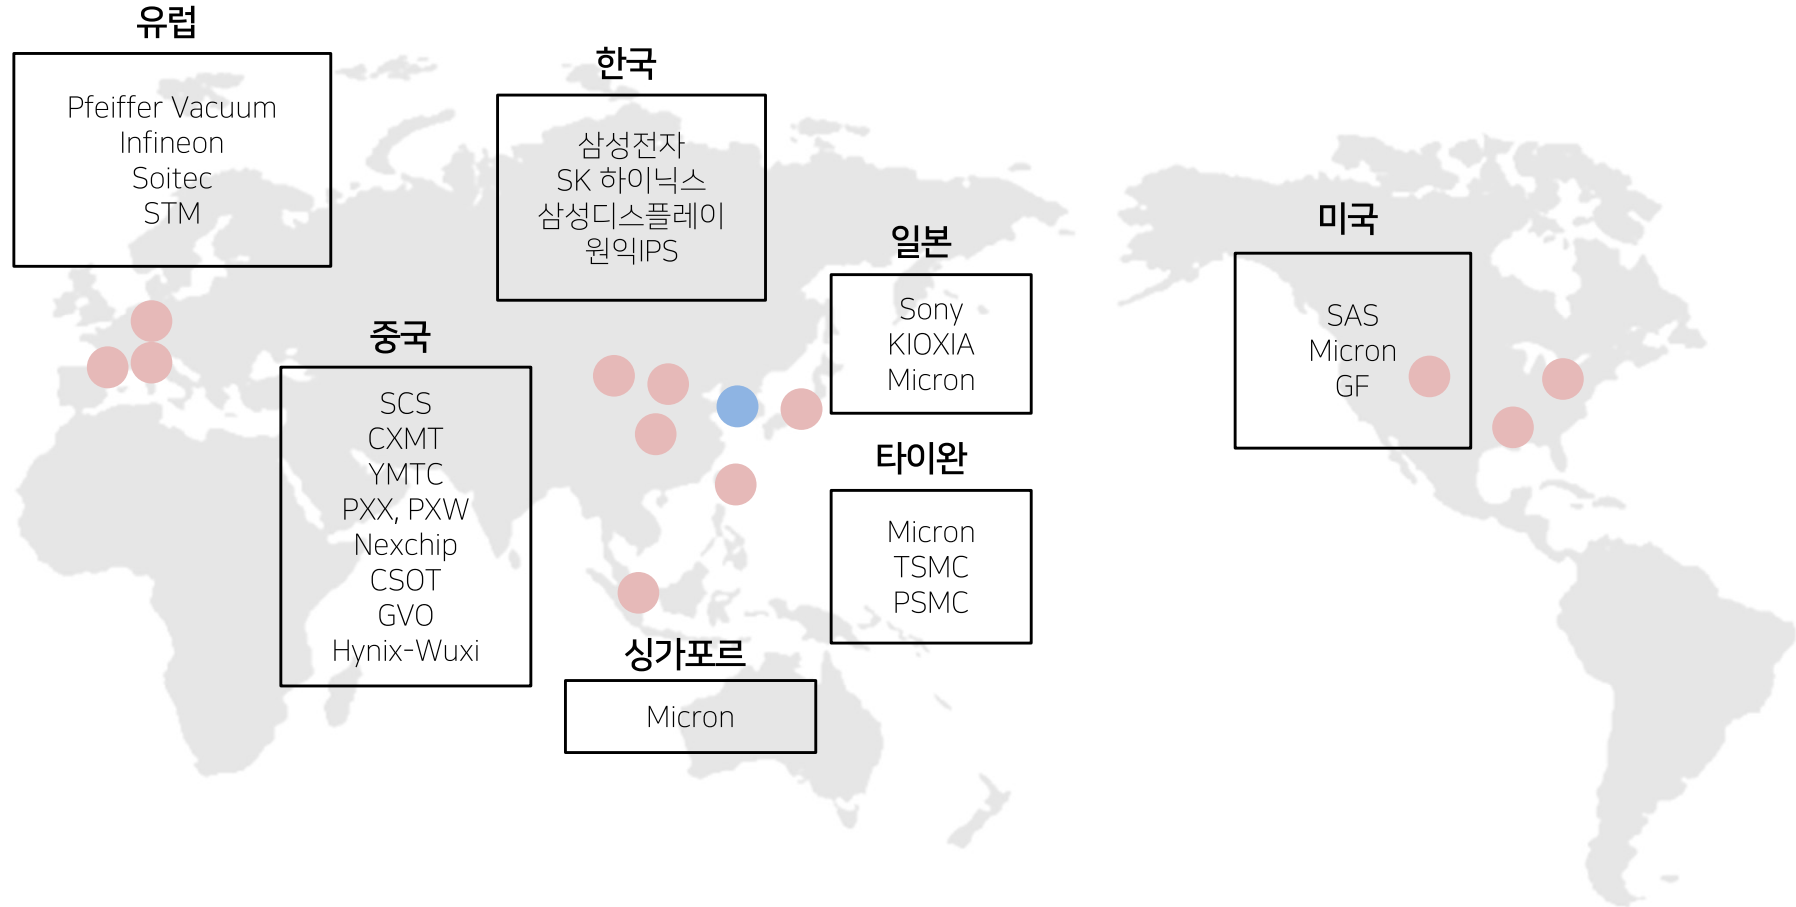 유럽
Pfeiffer Vacuum
Infineon
Soitec
STM
한국
삼성전자
SK 하이닉스
삼성디스플레이
원익IPS
중국
SCS
CXMT
YMTC
PXX, PXW
Nexchip
CSOT
GVO
Hynix-Wuxi
일본
Sony
KIOXIA
Micron
타이완
Micron
TSMC
PSMC
싱가포르
Micron
미국
SAS
Micron
GF